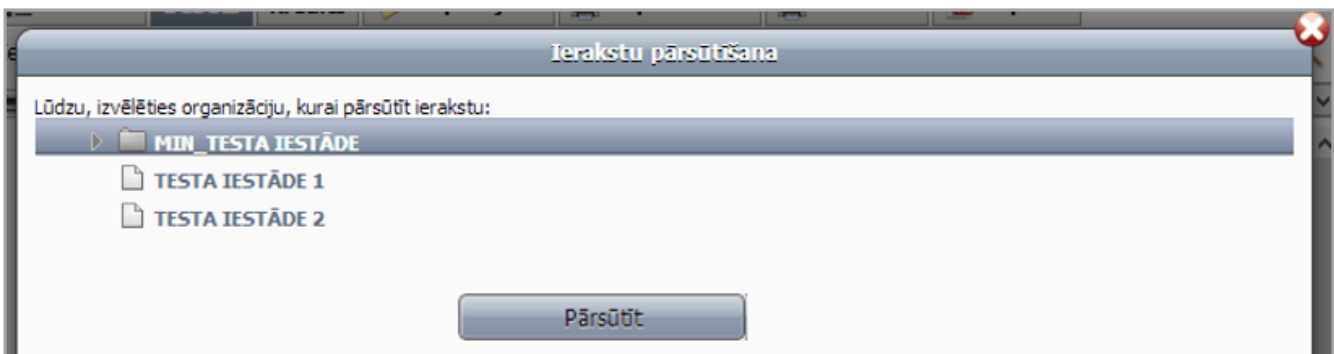 Ierakstu pārsūtīšana
Lūdzu, izvēlēties organizāciju, kurai pārsūtīt ierakstu:
MIN_TESTA IESTĀDE
TESTA IESTĀDE 1
TESTA IESTĀDE 2
Pārsūtīt